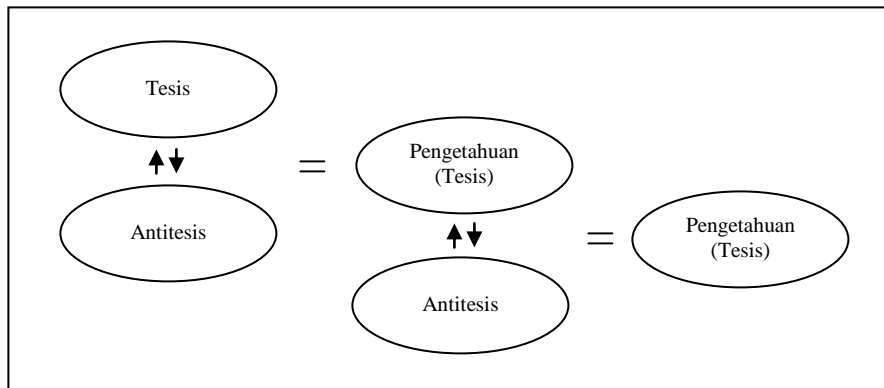 Tesis
Antitesis
=
Pengetahuan
(Tesis)
Antitesis
=
Pengetahuan
(Tesis)